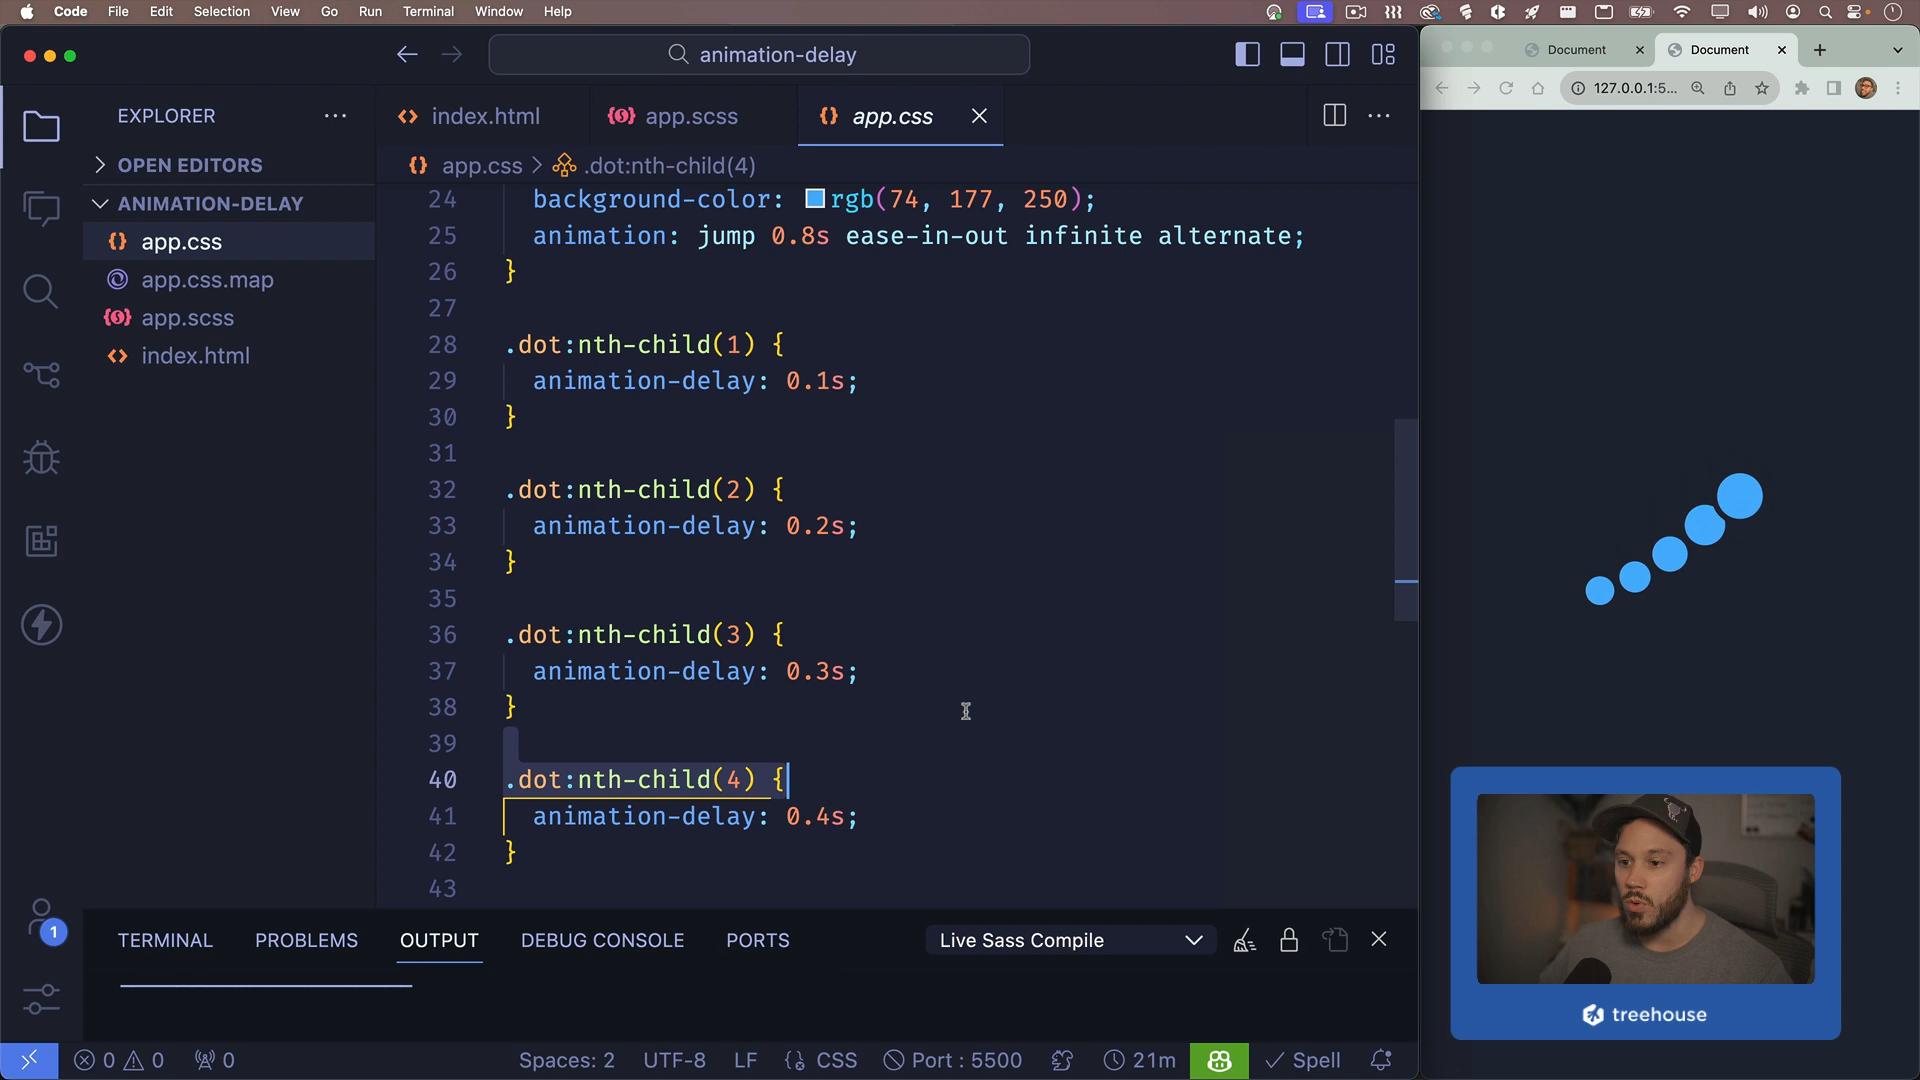 Code File Edit Selection View Go Run Terminal Window Help
animation-delay
Document
Document
127.0.0.1:5...
EXPLORER
OPEN EDITORS
ANIMATION-DELAY
app.css
app.css.map
app.scss
index.html
index.html
app.scss
app.css
app.css > .dot:nth-child(4)
24 background-color: rgb(74, 177, 250);
25 animation: jump 0.8s ease-in-out infinite alternate;
26 }
27
28 .dot:nth-child(1) {
29 animation-delay: 0.1s;
30 }
31
32 .dot:nth-child(2) {
33 animation-delay: 0.2s;
34 }
35
36 .dot:nth-child(3) {
37 animation-delay: 0.3s;
38 }
39
40 .dot:nth-child(4) {
41 animation-delay: 0.4s;
42 }
43
1
TERMINAL PROBLEMS OUTPUT DEBUG CONSOLE PORTS
Live Sass Compile
treehouse
0 0 0
Spaces: 2 UTF-8 LF CSS Port : 5500 21m Spell